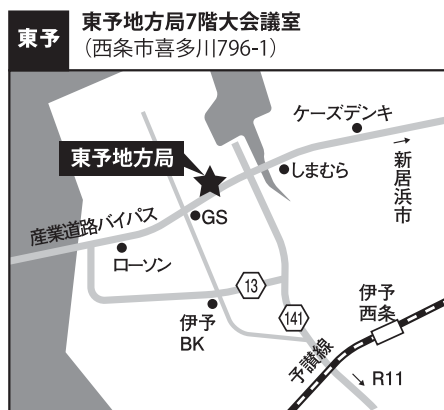 東予
東予地方局7階大会議室
（西条市喜多川796-1）
ケーズデンキ
→
新居浜市
東予地方局
しまむら
GS
産業道路バイパス
ローソン
13
伊予
BK
141
伊予
西条
予讃線
R11